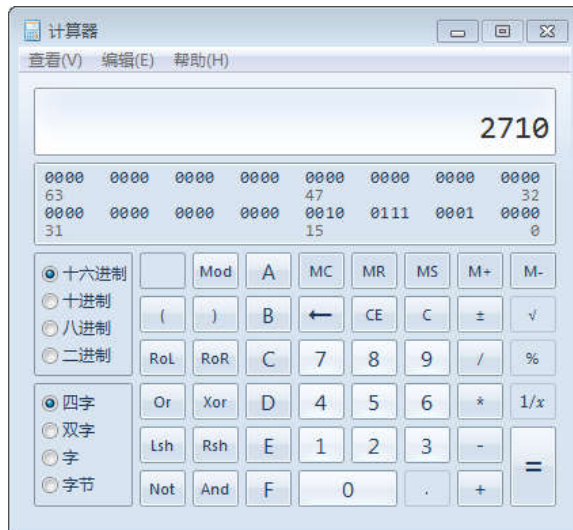 计算器
查看(V) 编辑(E) 帮助(H)
2710
0000 0000 0000 0000 0000 0000 0000 0000
63 47 32
0000 0000 0000 0000 0010 0111 0001 0000
31 15 0
十六进制 Mod A MC MR MS M+ M-
十进制
八进制 ( ) B ← CE C ± √
二进制 RoL RoR C 7 8 9 / %
四字 Or Xor D 4 5 6 * 1/x
双字
字 Lsh Rsh E 1 2 3 - =
字节 Not And F 0 . +